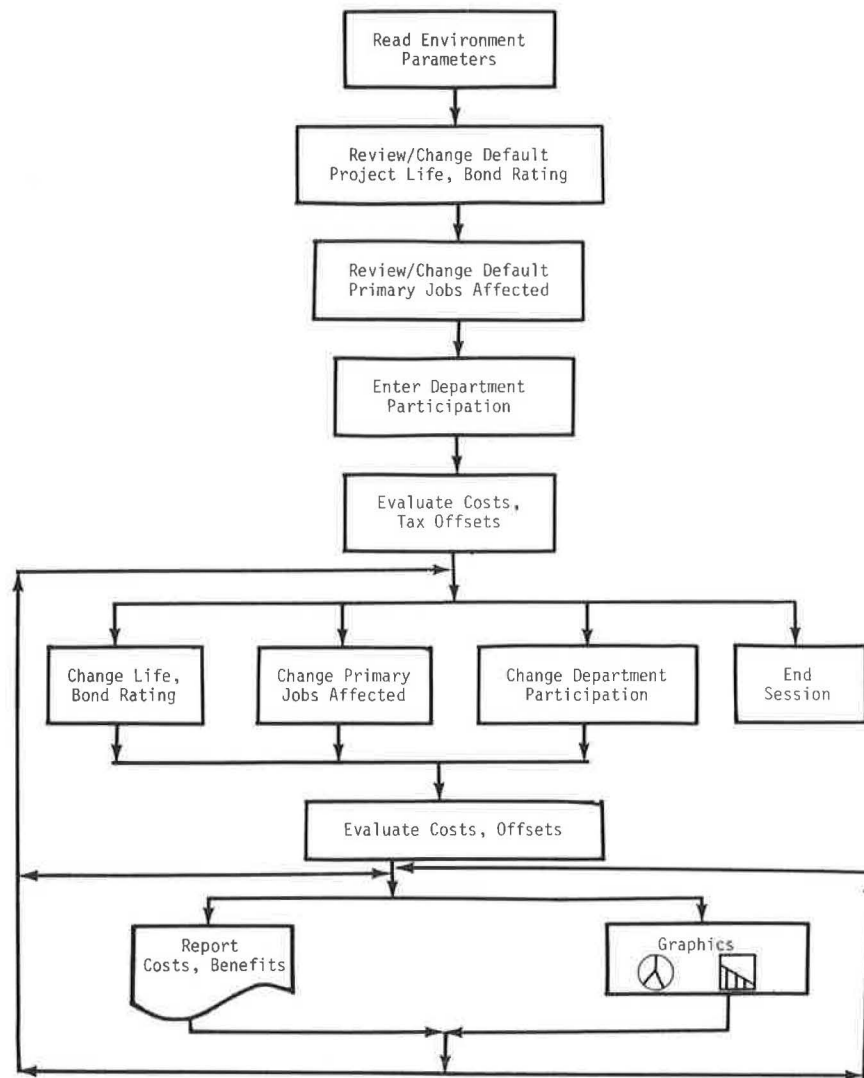 Read Environment
Parameters
Review/Change Default
Project Life, Bond Rating
Review/Change Default
Primary Jobs Affected
Enter Department
Participation
Evaluate Costs,
Tax Offsets
Change Life,
Bond Rating
Change Primary
Jobs Affected
Change Department
Participation
End
Session
Evaluate Costs, Offsets
Report
Costs, Benefits
Graphics